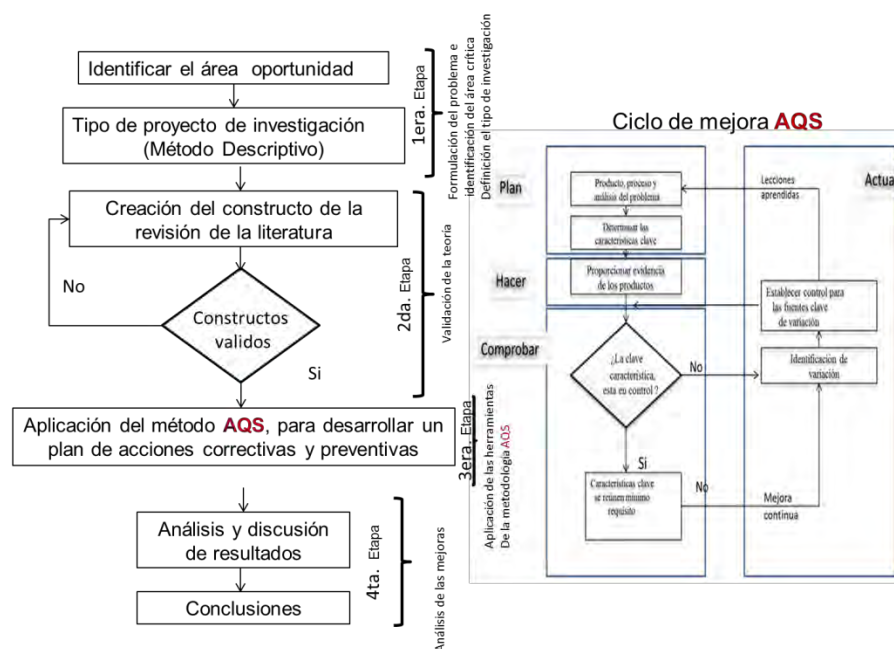 Identificar el área oportunidad
Tipo de proyecto de investigación
(Método Descriptivo)
Creación del constructo de la
revisión de la literatura
No
Constructos
validos
Si
Aplicación del método AQS, para desarrollar un
plan de acciones correctivas y preventivas
Análisis y discusión
de resultados
Conclusiones
1era. Etapa
Formulación del problema e
identificación del área crítica
Definición el tipo de investigación
2da. Etapa
Validación de la teoría
3era. Etapa
Aplicación de las herramientas
De la metodología AQS
4ta. Etapa
Análisis de las mejoras
Ciclo de mejora AQS
Plan
Producto, proceso y
análisis del problema
Determinar las
características clave
Hacer
Proporcionar evidencia
de los productos
Comprobar
¿La clave
característica,
esta en control ?
No
Si
Características clave
se reúnen mínimo
requisito
No
Lecciones
aprendidas
Actua
Establecer control para
las fuentes clave
de variación
Identificación de
variación
Mejora
continua